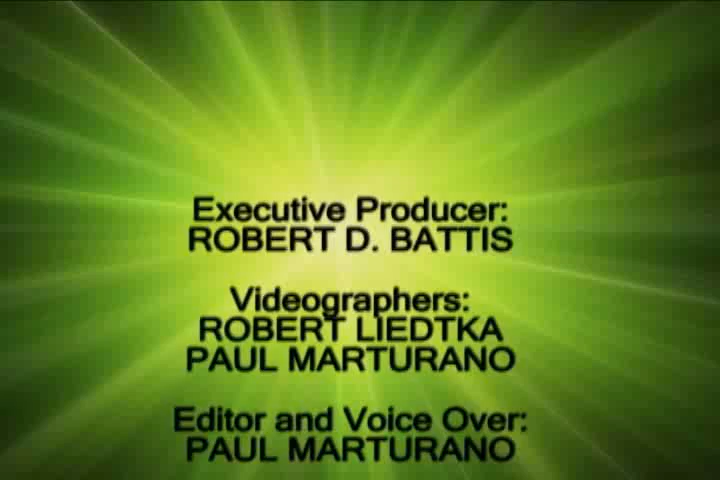 Executive Producer:
ROBERT D. BATTIS
Videographers:
ROBERT LIEDTKA
PAUL MARTURANO
Editor and Voice Over:
PAUL MARTURANO